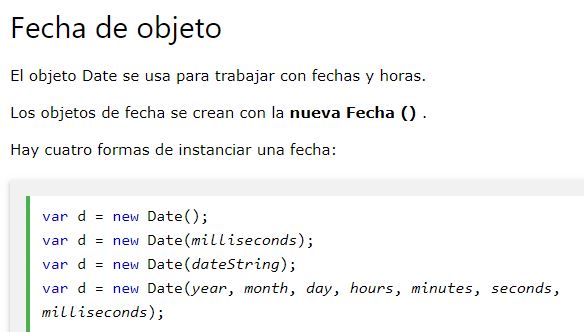 Fecha de objeto
El objeto Date se usa para trabajar con fechas y horas.
Los objetos de fecha se crean con la nueva Fecha () .
Hay cuatro formas de instanciar una fecha:
var d = new Date();
var d = new Date(milliseconds);
var d = new Date(dateString);
var d = new Date(year, month, day, hours, minutes, seconds,
milliseconds);